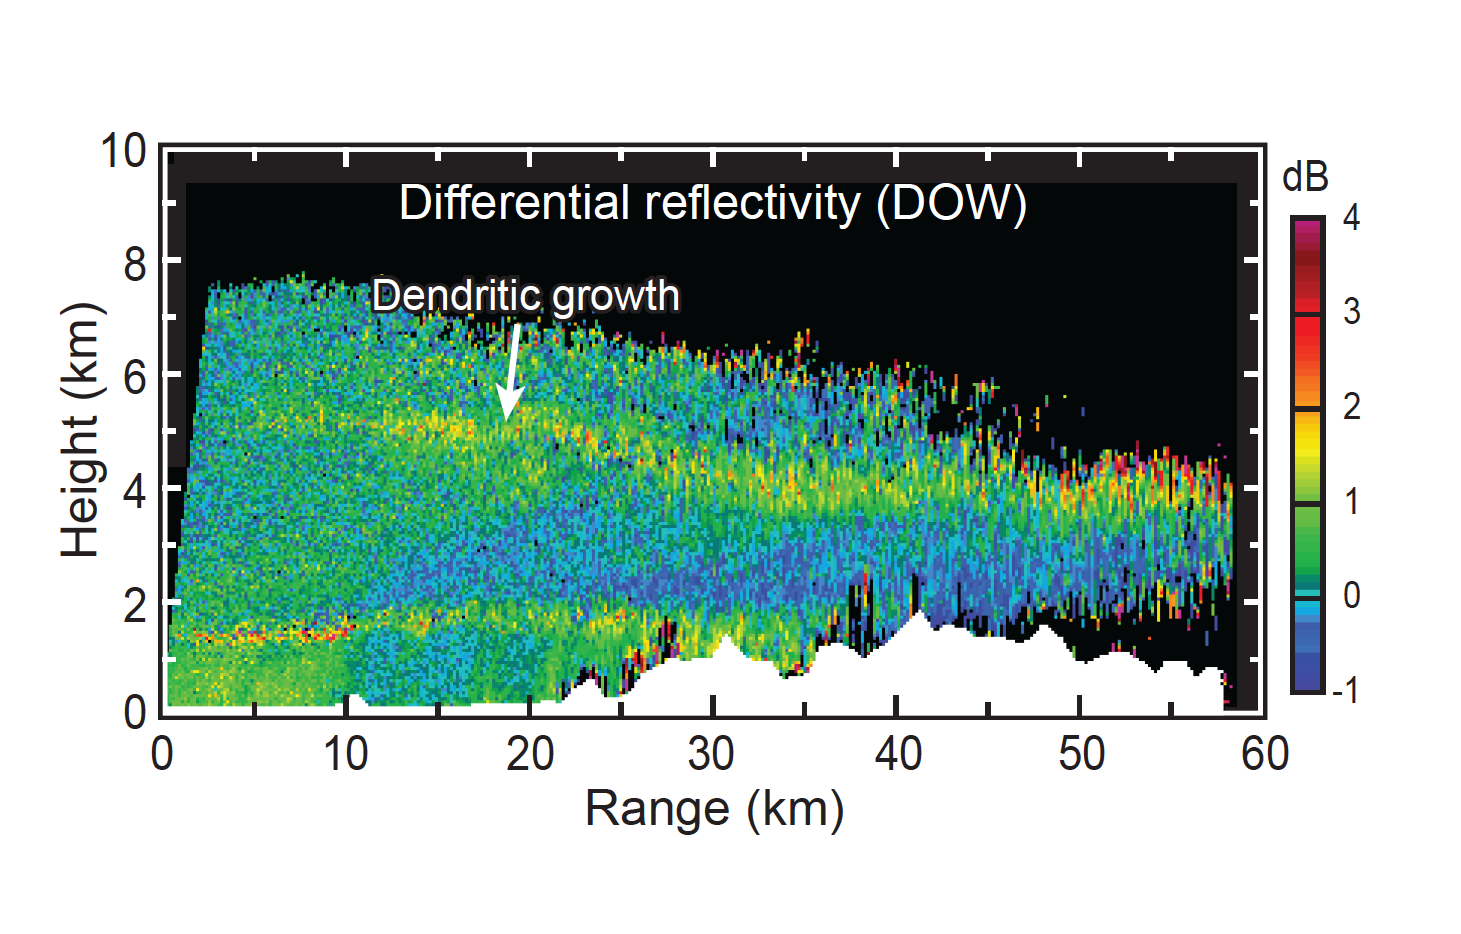 Differential reflectivity (DOW)
Dendritic growth
Height (km)
10
8
6
4
2
0
0 10 20 30 40 50 60
Range (km)
dB
4
3
2
1
0
-1